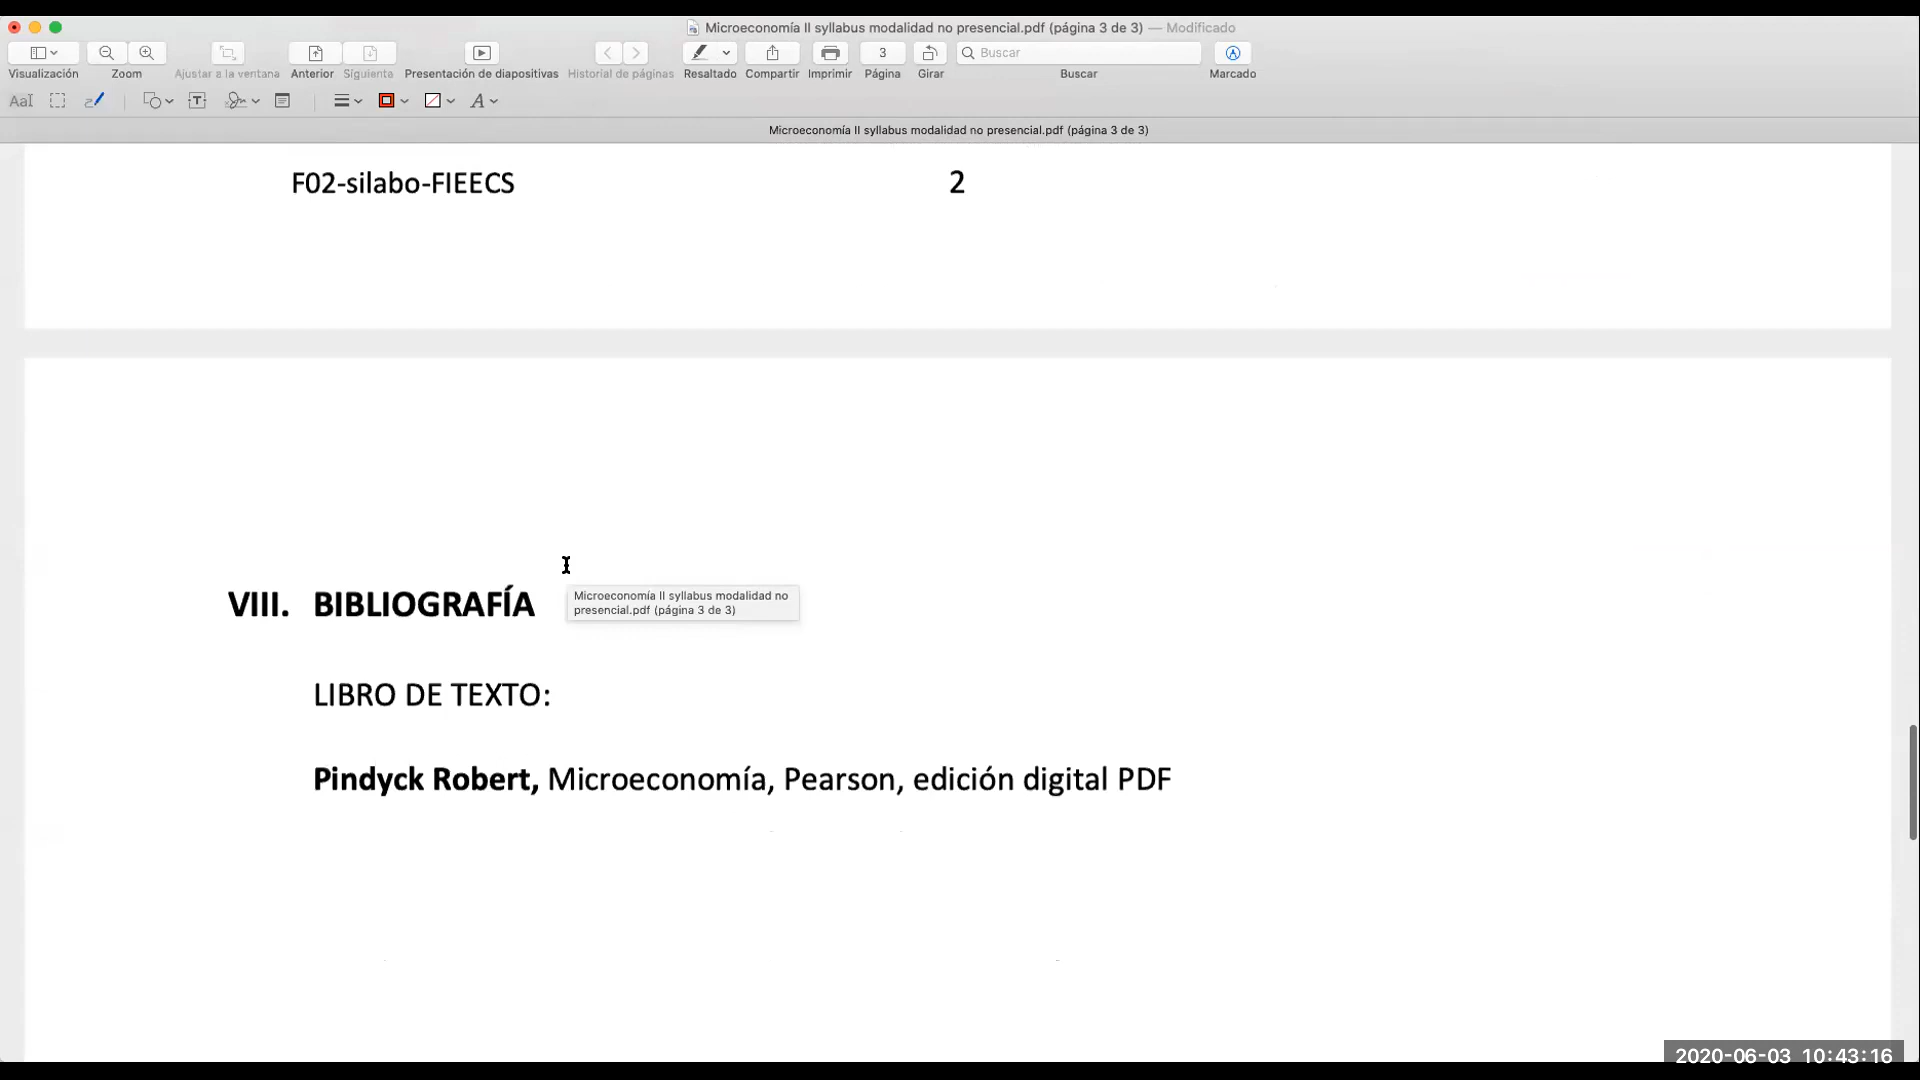 Microeconomía II syllabus modalidad no presencial.pdf (página 3 de 3) — Modificado
3
Buscar
Visualización
Zoom
Ajustar a la ventana
Anterior
Siguiente
Presentación de diapositivas
Historial de páginas
Resaltado
Compartir
Imprimir
Página
Girar
Buscar
Marcado
Microeconomía II syllabus modalidad no presencial.pdf (página 3 de 3)
F02-silabo-FIEECS 2
VIII. BIBLIOGRAFÍA
Microeconomía II syllabus modalidad no
presencial.pdf (página 3 de 3)
LIBRO DE TEXTO:
Pindyck Robert, Microeconomía, Pearson, edición digital PDF
2020-06-03 10:43:16